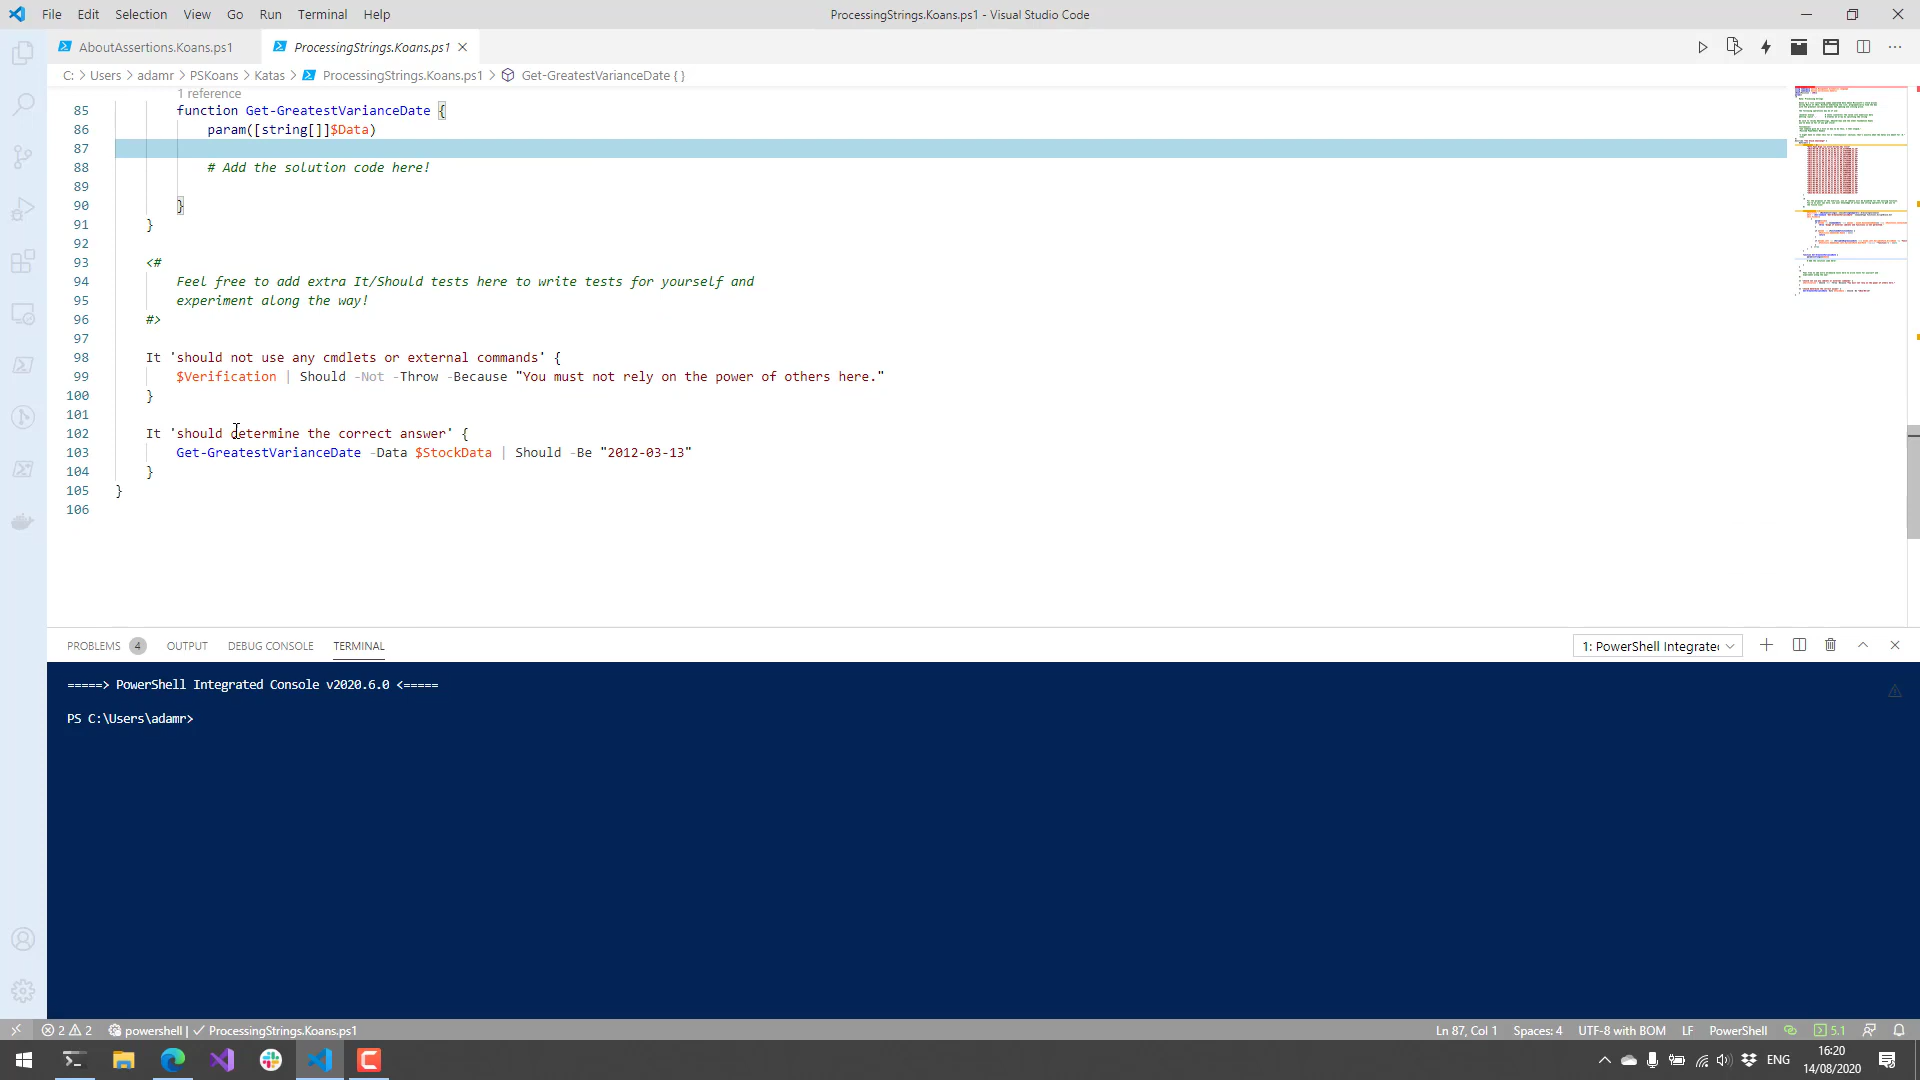 File Edit Selection View Go Run Terminal Help
ProcessingStrings.Koans.ps1 - Visual Studio Code
AboutAssertions.Koans.ps1 ProcessingStrings.Koans.ps1
C: > Users > adamr > PSKoans > Katas > ProcessingStrings.Koans.ps1 > Get-GreatestVarianceDate { }
1 reference
85 function Get-GreatestVarianceDate {
86 param([string[]]$Data)
87
88 # Add the solution code here!
89
90 }
91 }
92
93 <#
94 Feel free to add extra It/Should tests here to write tests for yourself and
95 experiment along the way!
96 #>
97
98 It 'should not use any cmdlets or external commands' {
99 $Verification | Should -Not -Throw -Because "You must not rely on the power of others here."
100 }
101
102 It 'should determine the correct answer' {
103 Get-GreatestVarianceDate -Data $StockData | Should -Be "2012-03-13"
104 }
105 }
106
PROBLEMS 4 OUTPUT DEBUG CONSOLE TERMINAL
1: PowerShell Integrate
=====> PowerShell Integrated Console v2020.6.0 <=====
PS C:\Users\adamr>
2 2 powershell | ProcessingStrings.Koans.ps1
Ln 87, Col 1 Spaces: 4 UTF-8 with BOM LF PowerShell 5.1
ENG
16:20
14/08/2020